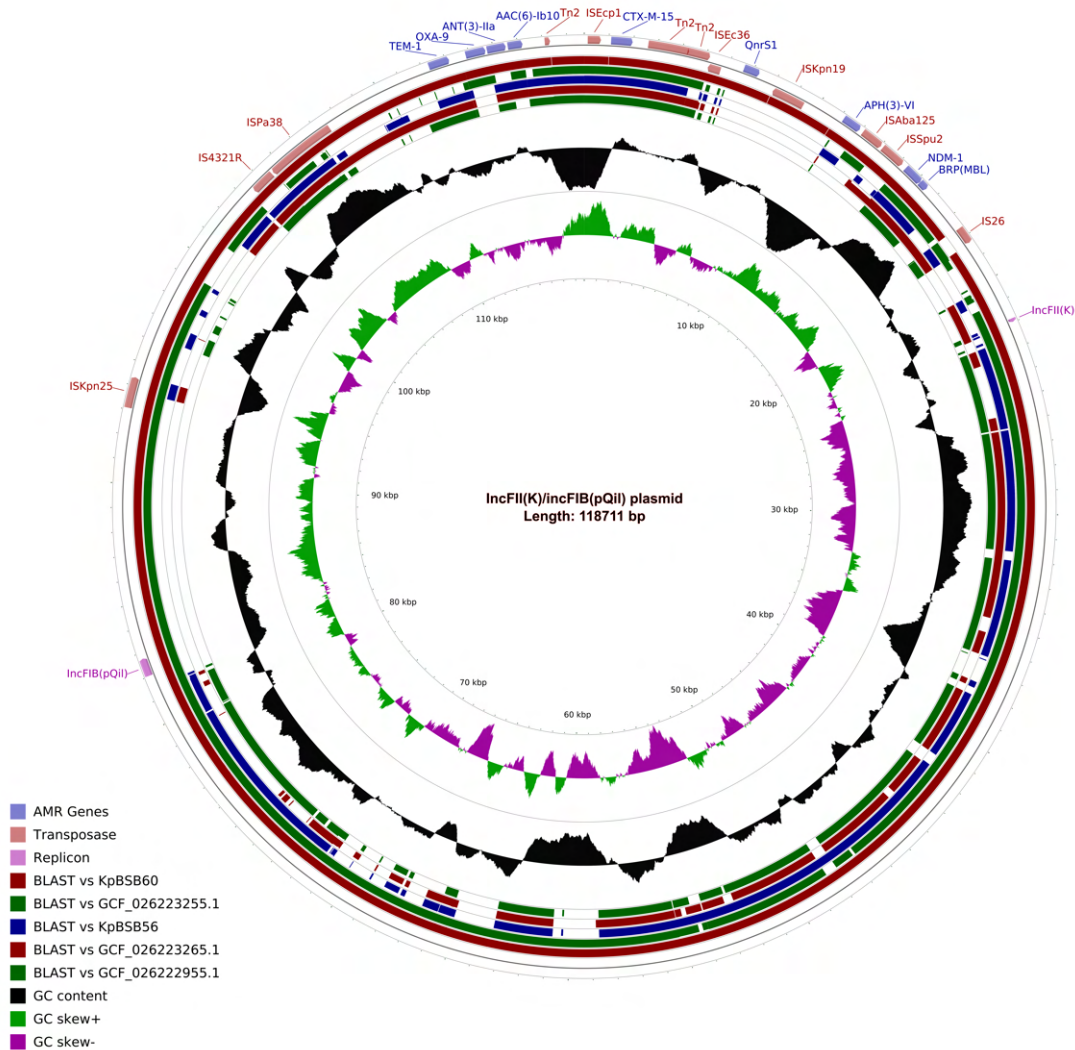 AAC(6)-Ib10
Tn2
ISEcp1
CTX-M-15
ANT(3)-IIa
Tn2
Tn2
OXA-9
ISEc36
TEM-1
QnrS1
ISKpn19
APH(3)-VI
ISPa38
ISAba125
ISSpu2
IS4321R
NDM-1
BRP(MBL)
IS26
IncFII(K)
110 kbp
10 kbp
ISKpn25
100 kbp
20 kbp
90 kbp
IncFII(K)/incFIB(pQil) plasmid
30 kbp
Length: 118711 bp
80 kbp
40 kbp
IncFIB(pQil)
70 kbp
50 kbp
60 kbp
AMR Genes
Transposase
Replicon
BLAST vs KpBSB60
BLAST vs GCF_026223255.1
BLAST vs KpBSB56
BLAST vs GCF_026223265.1
BLAST vs GCF_026222955.1
GC content
GC skew+
GC skew-